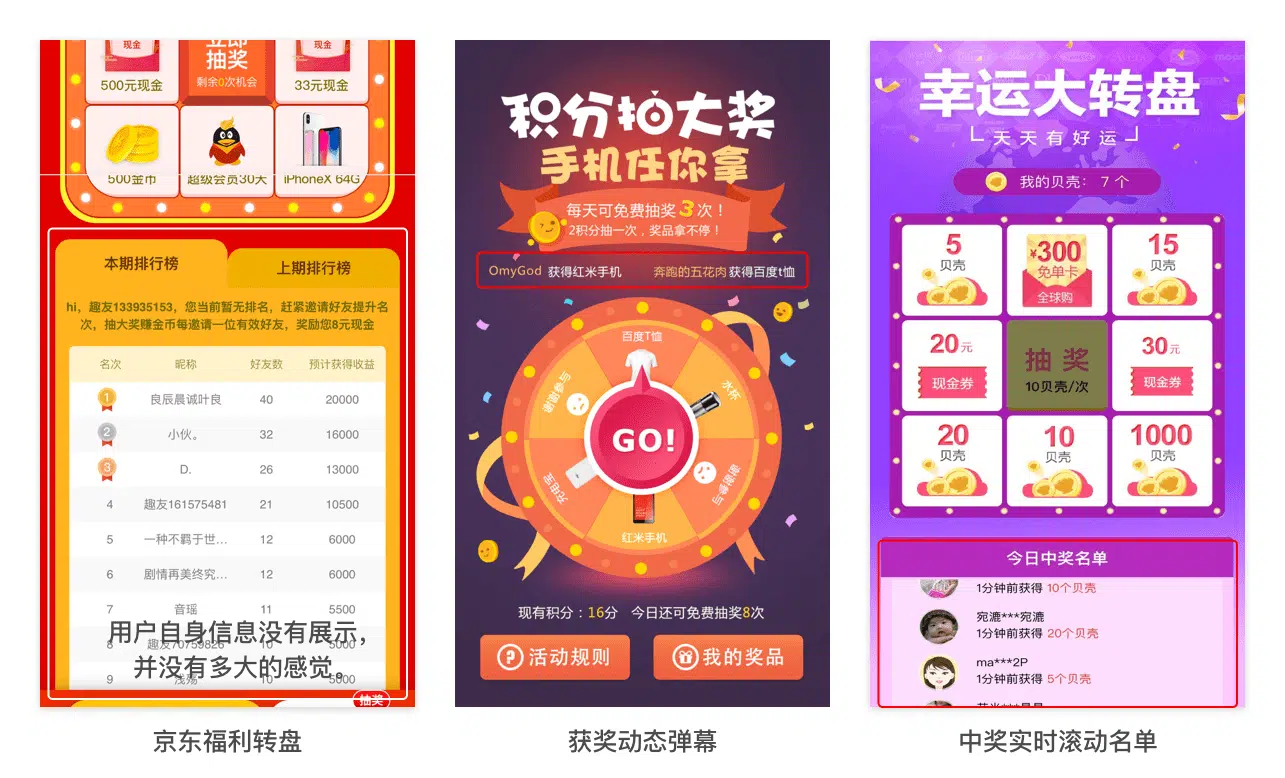 现金
立即
抽奖
剩余0次机会
现金
500元现金
33元现金
500金币
超级会员30天
iPhoneX 64G
本期排行榜
上期排行榜
hi，趣友133935153，您当前暂无排名，赶紧邀请好友提升名
次，抽大奖赚金币每邀请一位有效好友，奖励您8元现金
名次 昵称 好友数 预计获得收益
1 良辰晨诚叶良 40 20000
2 小伙。 32 16000
3 D. 26 13000
4 趣友161575481 21 10500
5 一种不羁于世... 12 6000
6 剧情再美终究... 12 6000
7 音瑶 11 5500
8 趣友70759826 10 5000
9 浅殇 10 5000
用户自身信息没有展示，
并没有多大的感觉。
抽奖
京东福利转盘
积分拍大奖
手机任你拿
每天可免费抽奖3次！
2积分抽一次，奖品拿不停！
OmyGod 获得红米手机 奔跑的五花肉获得百度t恤
百度T恤
水杯
谢谢参与
红米手机
充电宝
谢谢参与
GO!
现有积分：16分 今日还可免费抽奖8次
活动规则
我的奖品
获奖动态弹幕
幸运大转盘
天天有好运
我的贝壳： 7 个
5
贝壳
¥300
免单卡
全球购
15
贝壳
20元
现金券
抽奖
10贝壳/次
30元
现金券
20
贝壳
10
贝壳
1000
贝壳
今日中奖名单
1分钟前获得 10个贝壳
宛漉***宛漉
1分钟前获得 20个贝壳
ma***2P
1分钟前获得 5个贝壳
中奖实时滚动名单